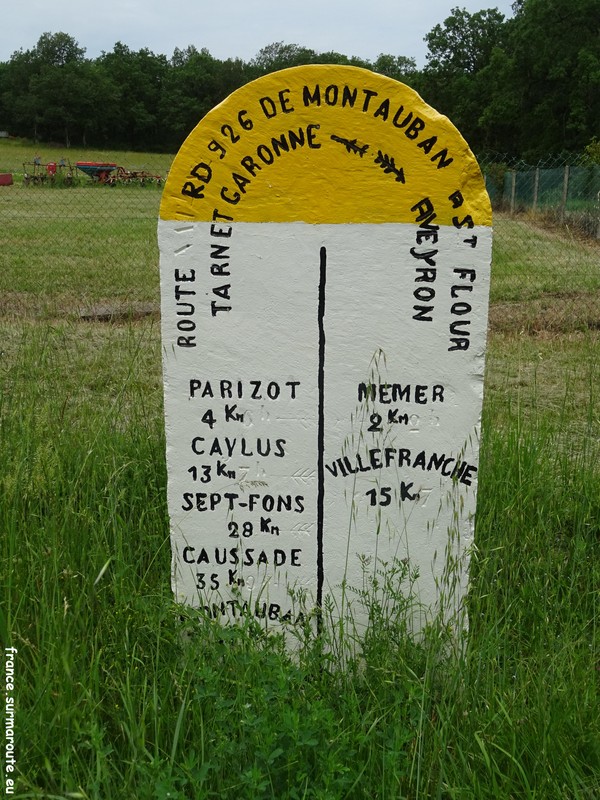 ROUTE RD 926 DE MONTAUBAN A ST FLOUR
TARN ET GARONNE AVEYRON
PARIZOT
4 Km
CAYLUS
13 Km
SEPT-FONS
28 Km
CAUSSADE
35 Km
MONTAUBAN
MEMER
2 Km
VILLEFRANCHE
15 Km
france.surmaroute.eu